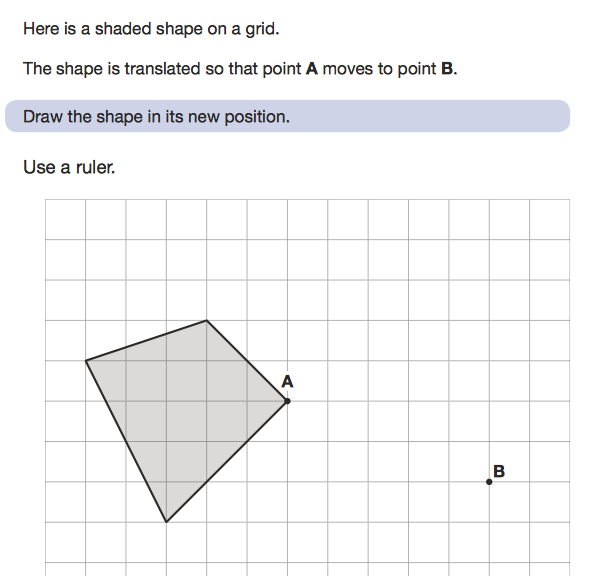 Here is a shaded shape on a grid.
The shape is translated so that point A moves to point B.
Draw the shape in its new position.
Use a ruler.
A
B